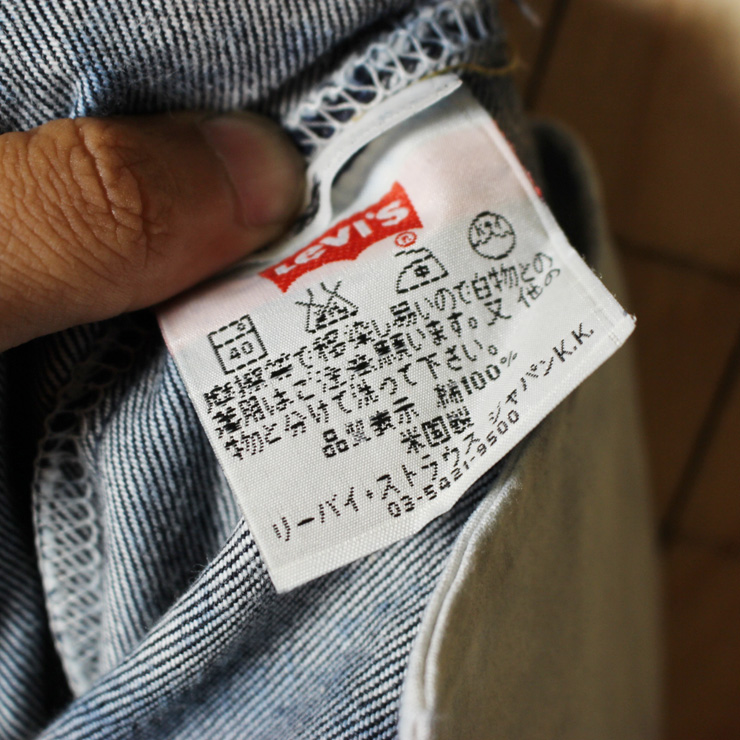 Levi's ®
40
摩擦等で移染し易いので白物との
着用はご注意願います。又他の
物と分けて洗って下さい。
品質表示 綿100%
米国製
リーバイ・ストラウス ジャパンK.K.
03-5421-9500